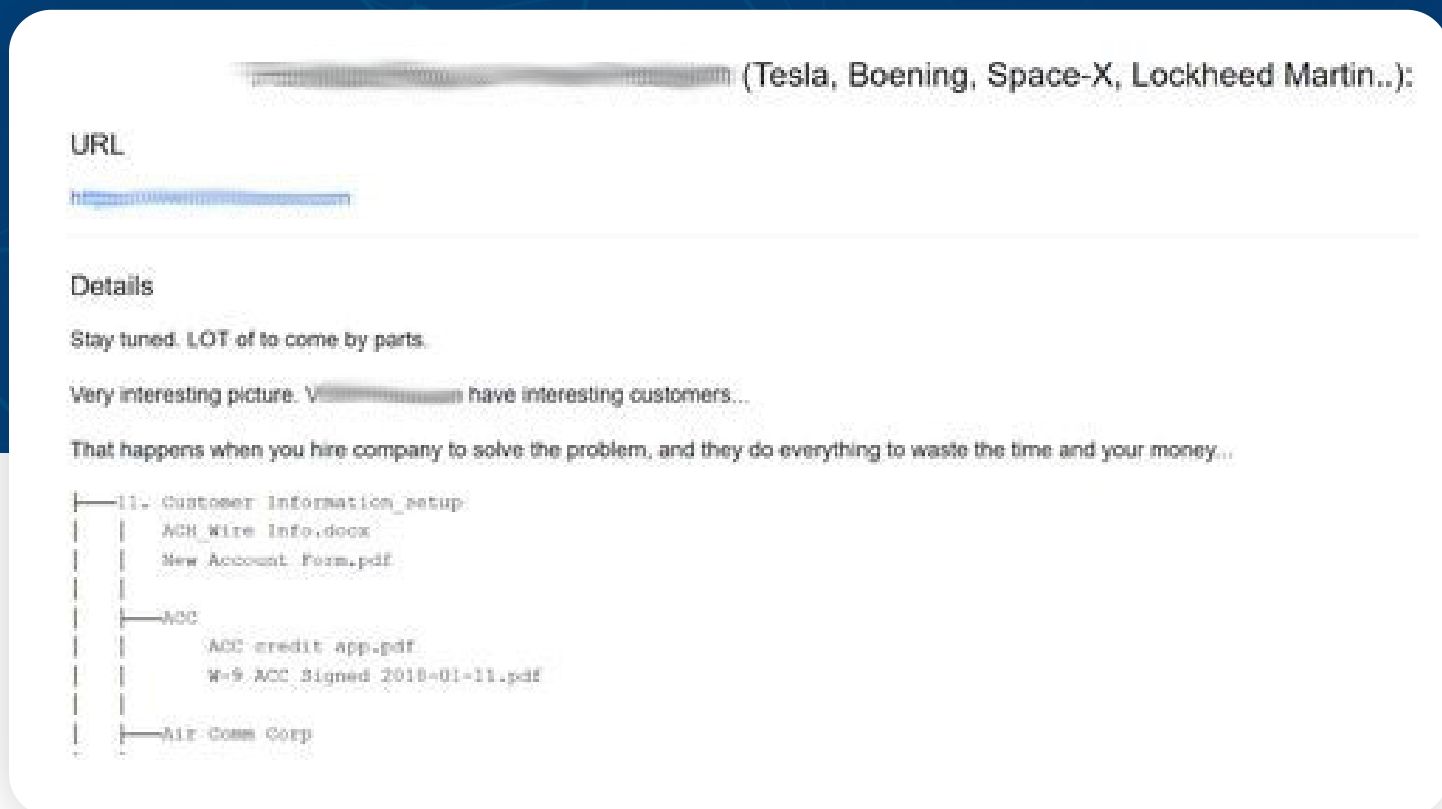 (Tesla, Boening, Space-X, Lockheed Martin..):
URL
Details
Stay tuned. LOT of to come by parts.
Very interesting picture. have interesting customers...
That happens when you hire company to solve the problem, and they do everything to waste the time and your money...
11. Customer Information_setup
ACH_Wire Info.docx
New Account Form.pdf
ACC
ACC credit app.pdf
W-9 ACC Signed 2018-01-11.pdf
Air Comm Corp